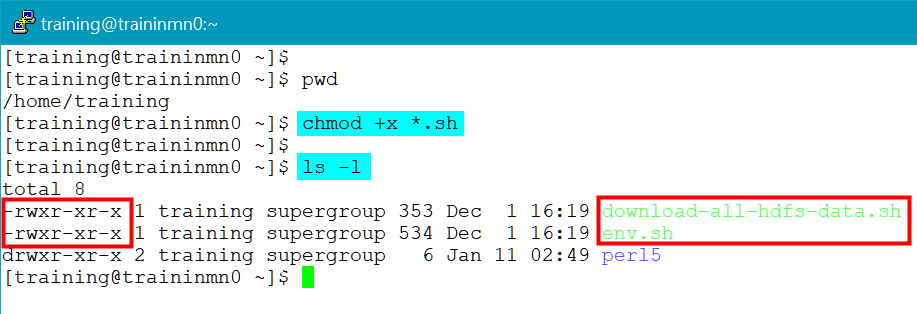 training@traininmn0:~
[training@traininmn0 ~]$
[training@traininmn0 ~]$ pwd
/home/training
[training@traininmn0 ~]$ chmod +x *.sh
[training@traininmn0 ~]$
[training@traininmn0 ~]$ ls -l
total 8
-rwxr-xr-x 1 training supergroup 353 Dec  1 16:19 download-all-hdfs-data.sh
-rwxr-xr-x 1 training supergroup 534 Dec  1 16:19 env.sh
drwxr-xr-x 2 training supergroup   6 Jan 11 02:49 perl5
[training@traininmn0 ~]$